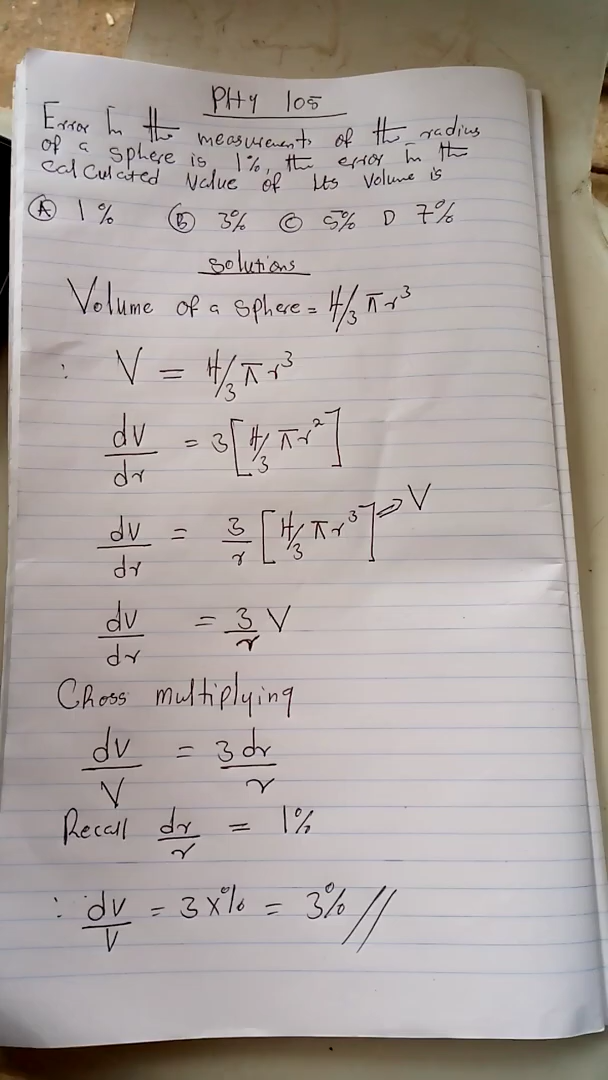 PHY 105
Error in the measurements of the radius
of a sphere is 1%, the error in the
calculated Value of its Volume is
Ⓐ 1% Ⓑ 3% Ⓒ 5% D 7%
solutions
Volume of a sphere = 4/3 πr³
: V = 4/3 πr³
dv/dr = 3[4/3 πr²]
dv/dr = 3/r [4/3 πr³] ⇒ V
dv/dr = 3/r V
Chross multiplying
dv/V = 3 dr/r
Recall dr/r = 1%
: dv/V = 3 x% = 3% //